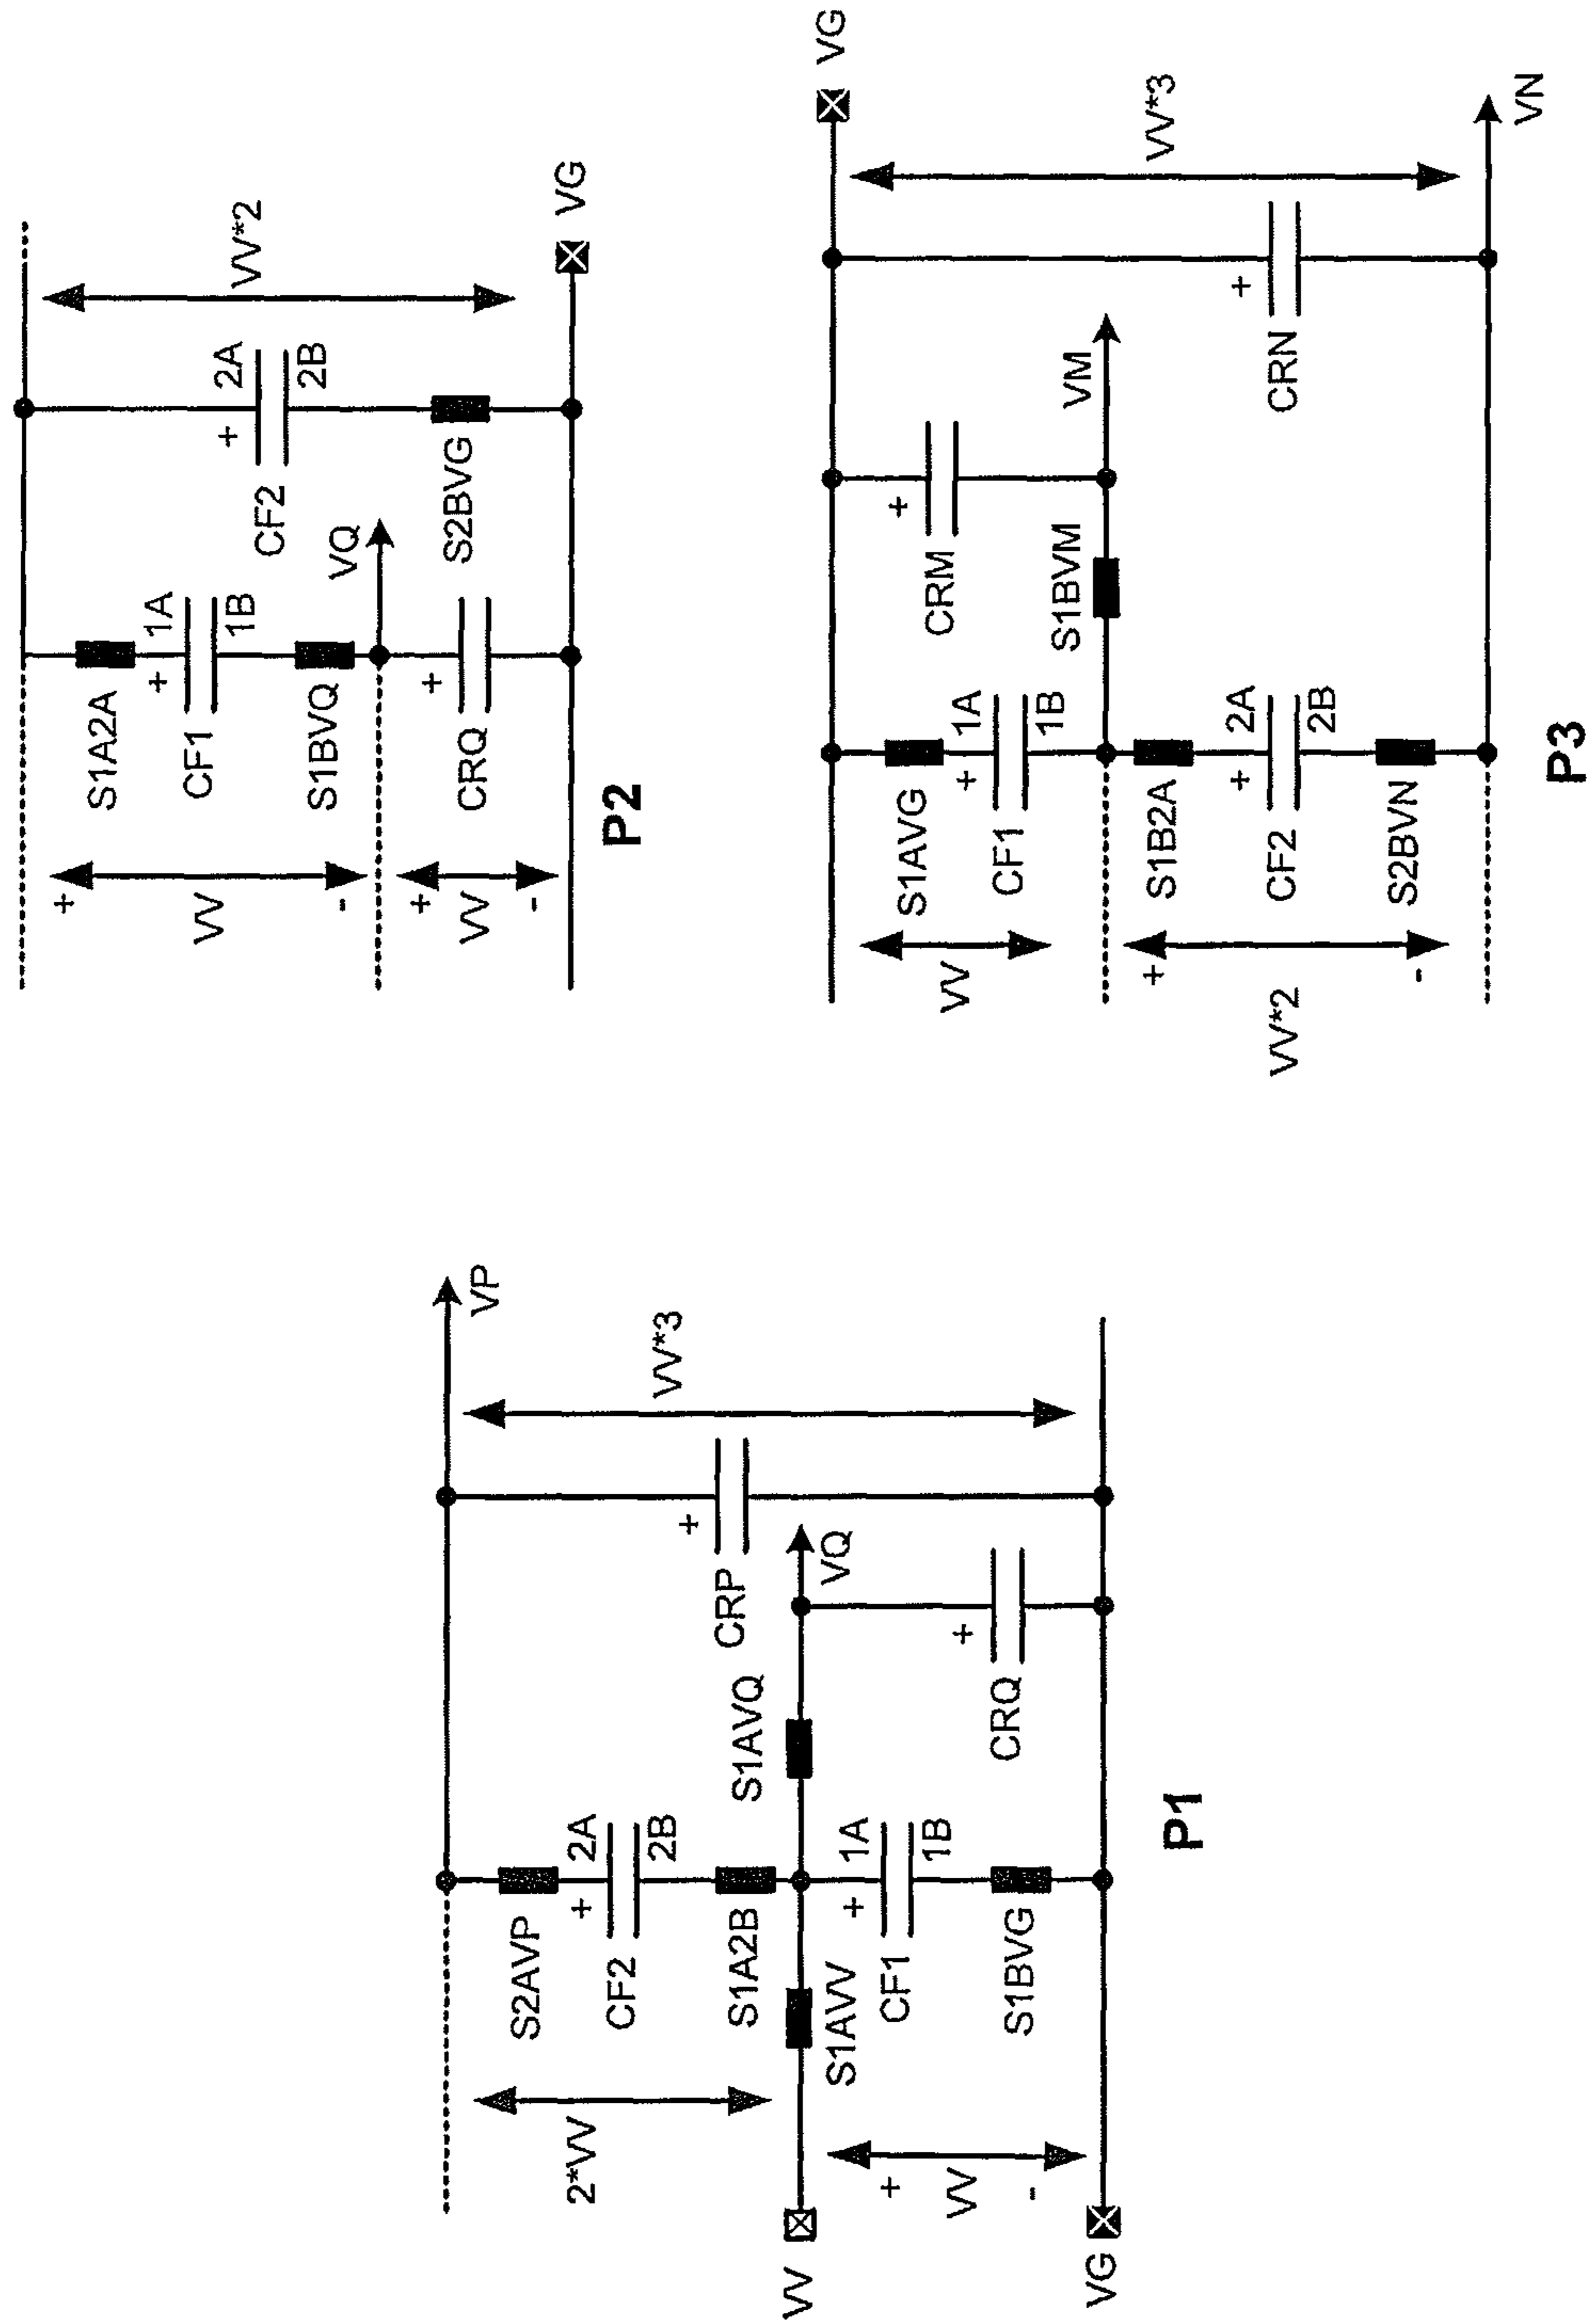 P1
VP
VV*3
CRP
+
VQ
S1AVQ
CRQ
+
S2AVP
2A
+
CF2
2B
S1A2B
S1AVV
1A
+
CF1
1B
S1BVG
2*VV
+
VV
-
VV
VG
P2
VV*2
2A
+
CF2
2B
S2BVG
VG
S1A2A
1A
+
CF1
1B
S1BVQ
VQ
+
CRQ
+
VV
-
+
VV
-
P3
VG
VV*3
VN
+
CRN
+
CRM
VM
S1BVM
S1AVG
1A
+
CF1
1B
S1B2A
2A
+
CF2
2B
S2BVN
VV
+
VV*2
-